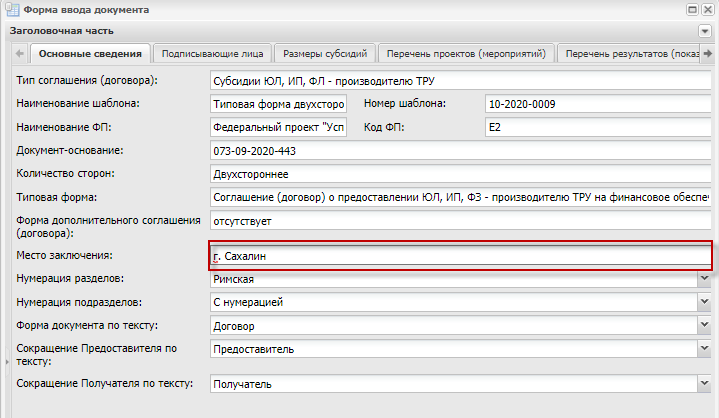 Форма ввода документа
Заголовочная часть
Основные сведения Подписывающие лица Размеры субсидий Перечень проектов (мероприятий) Перечень результатов (показ
Тип соглашения (договора): Субсидии ЮЛ, ИП, ФЛ - производителю ТРУ
Наименование шаблона: Типовая форма двухсторо Номер шаблона: 10-2020-0009
Наименование ФП: Федеральный проект "Усп Код ФП: E2
Документ-основание: 073-09-2020-443
Количество сторон: Двухстороннее
Типовая форма: Соглашение (договор) о предоставлении ЮЛ, ИП, ФЗ - производителю ТРУ на финансовое обеспеч
Форма дополнительного соглашения
(договора): отсутствует
Место заключения: г. Сахалин
Нумерация разделов: Римская
Нумерация подразделов: С нумерацией
Форма документа по тексту: Договор
Сокращение Предоставителя по
тексту: Предоставитель
Сокращение Получателя по тексту: Получатель